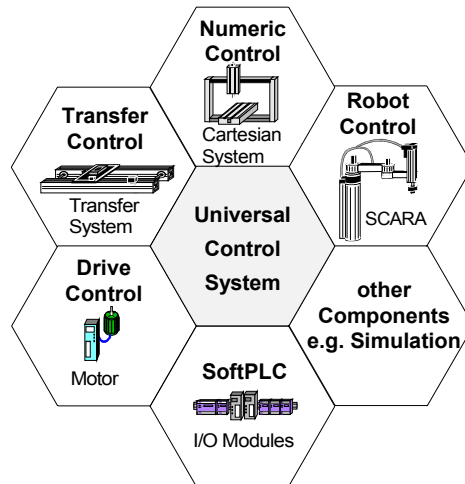 Numeric
Control
Cartesian
System
Transfer
Control
Transfer
System
Robot
Control
SCARA
Universal
Control
System
Drive
Control
Motor
other
Components
e.g. Simulation
SoftPLC
I/O Modules